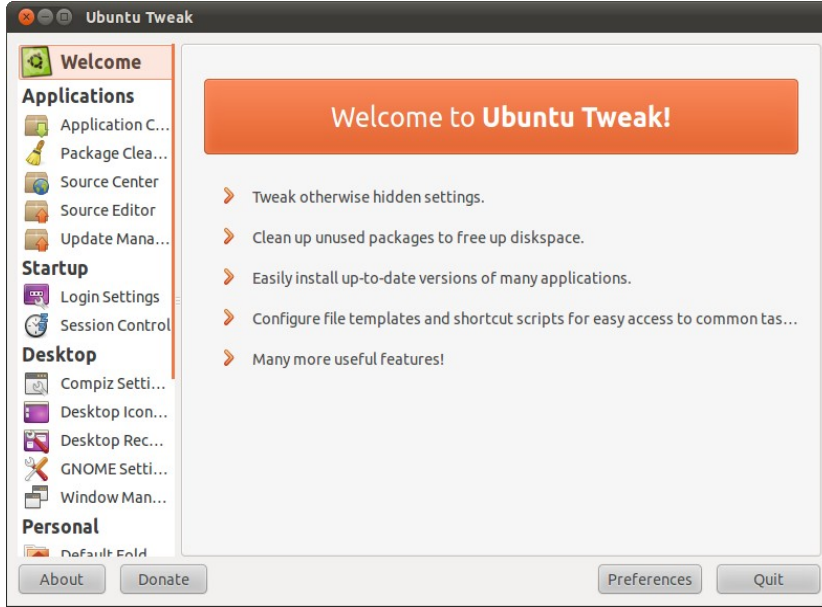 Ubuntu Tweak
Welcome
Applications
Application C...
Package Clea...
Source Center
Source Editor
Update Mana...
Startup
Login Settings
Session Control
Desktop
Compiz Setti...
Desktop Icon...
Desktop Rec...
GNOME Setti...
Window Man...
Personal
Default Fold
Welcome to Ubuntu Tweak!
Tweak otherwise hidden settings.
Clean up unused packages to free up diskspace.
Easily install up-to-date versions of many applications.
Configure file templates and shortcut scripts for easy access to common tas...
Many more useful features!
About
Donate
Preferences
Quit